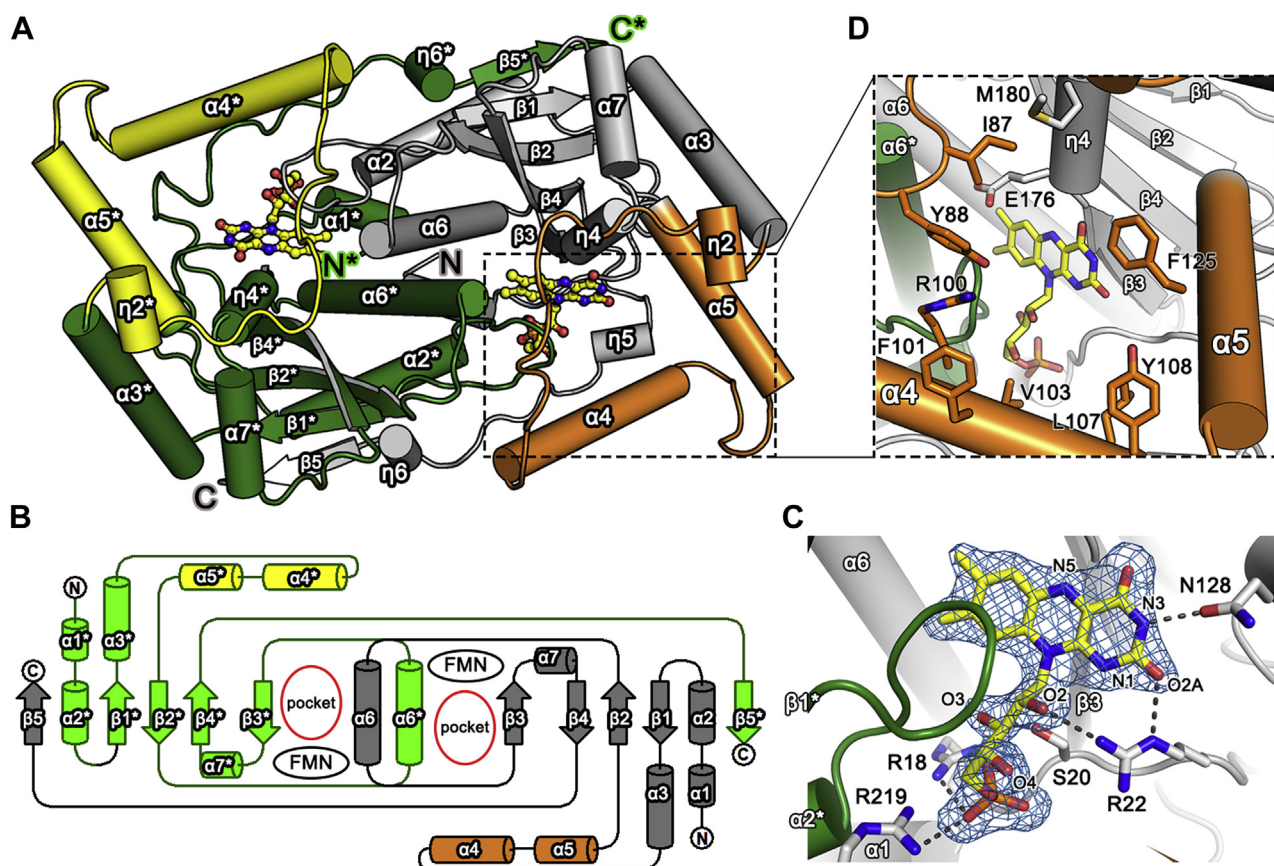 A
C*
η6*
β5*
α4*
β1
α7
α2
β2
α3
α5*
α1*
α6
β4
β3
η4
η2
N*
N
η2*
η4*
α6*
α5
β4*
η5
α3*
β2*
α2*
α4
α7*
β1*
β5
η6
C
D
α6
M180
β1
I87
α6*
η4
β2
E176
β4
Y88
F125
R100
β3
F101
α5
α4
V103
Y108
L107
B
N
α5*
α4*
α1*
α3*
C
FMN
α7
β5
α2*
β1*
β2*
β4*
β3*
pocket
α6
α6*
pocket
β3
β4
β2
β1
α2
β5*
α7*
FMN
C
α3
α1
N
α4
α5
C
α6
N5
N3
N128
N1
O2A
β1*
O3
O2
β3
R18
O4
S20
R22
R219
α2*
α1